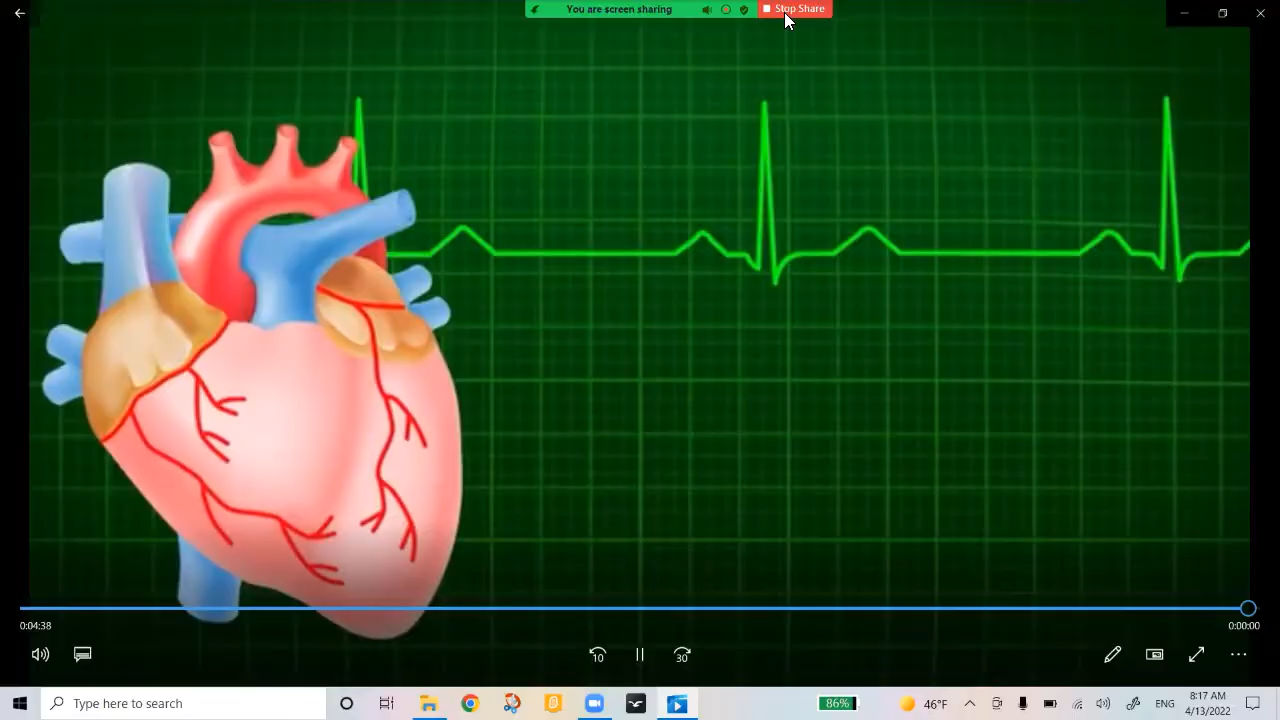 You are screen sharing
Stop Share
0:04:38
0:00:00
10
30
Type here to search
86%
46°F
ENG
8:17 AM
4/13/2022